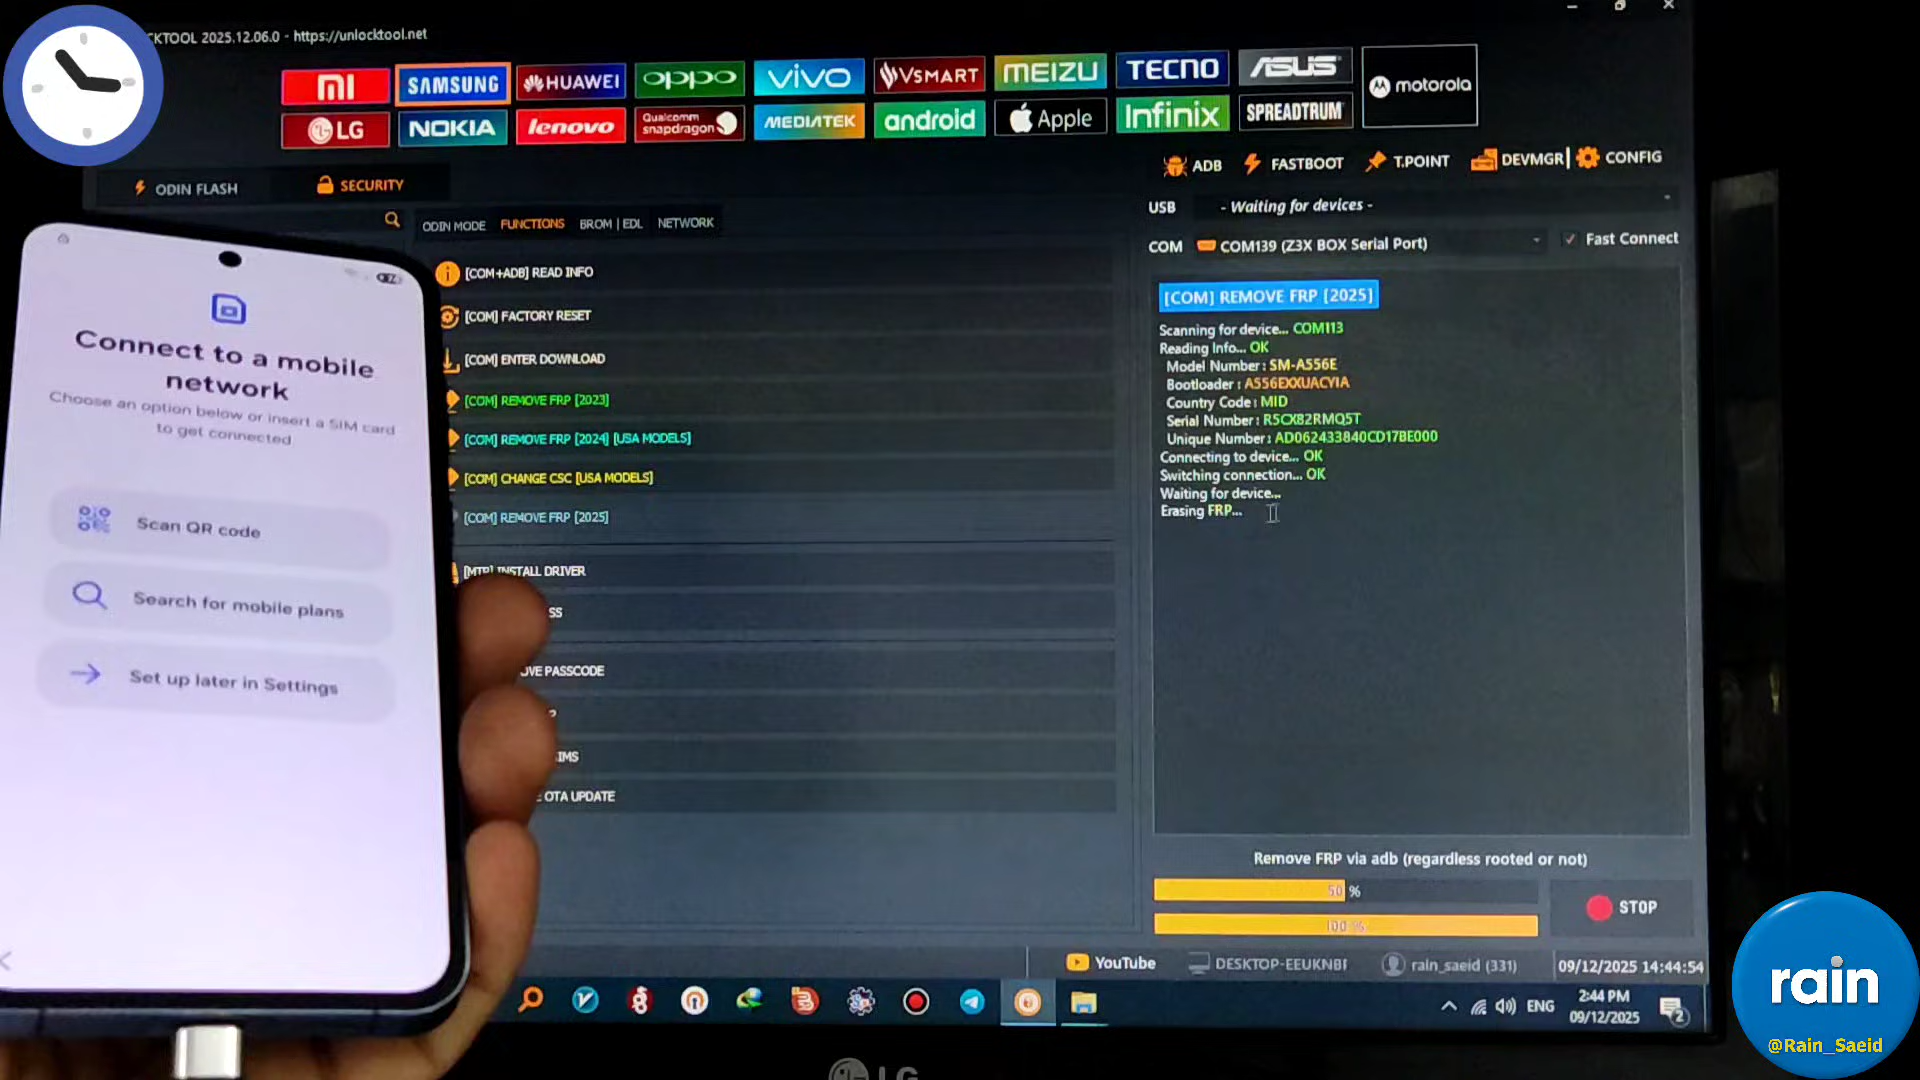 CKTOOL 2025.12.06.0 - https://unlocktool.net
mi
SAMSUNG
HUAWEI
oppo
vivo
VSMART
MEIZU
TECNO
ASUS
motorola
LG
NOKIA
lenovo
Qualcomm snapdragon
MEDIATEK
android
Apple
Infinix
SPREADTRUM
ADB
FASTBOOT
T.POINT
DEVMGR
CONFIG
ODIN FLASH
SECURITY
ODIN MODE
FUNCTIONS
BROM | EDL
NETWORK
[COM+ADB] READ INFO
[COM] FACTORY RESET
[COM] ENTER DOWNLOAD
[COM] REMOVE FRP [2023]
[COM] REMOVE FRP [2024] [USA MODELS]
[COM] CHANGE CSC [USA MODELS]
[COM] REMOVE FRP [2025]
[MTP] INSTALL DRIVER
SS
OVE PASSCODE
?
IMS
E OTA UPDATE
USB - Waiting for devices -
COM COM139 (Z3X BOX Serial Port)
Fast Connect
[COM] REMOVE FRP [2025]
Scanning for device... COM113
Reading Info... OK
Model Number : SM-A556E
Bootloader : A556EXXUACYIA
Country Code : MID
Serial Number : R5CX82RMQ5T
Unique Number : AD062433840CD17BE000
Connecting to device... OK
Switching connection... OK
Waiting for device...
Erasing FRP...
Remove FRP via adb (regardless rooted or not)
50 %
100 %
STOP
YouTube
DESKTOP-EEUKNBI
rain_saeid (331)
09/12/2025 14:44:54
ENG
2:44 PM
09/12/2025
2
LG
Connect to a mobile
network
Choose an option below or insert a SIM card
to get connected
Scan QR code
Search for mobile plans
Set up later in Settings
rain
@Rain_Saeid